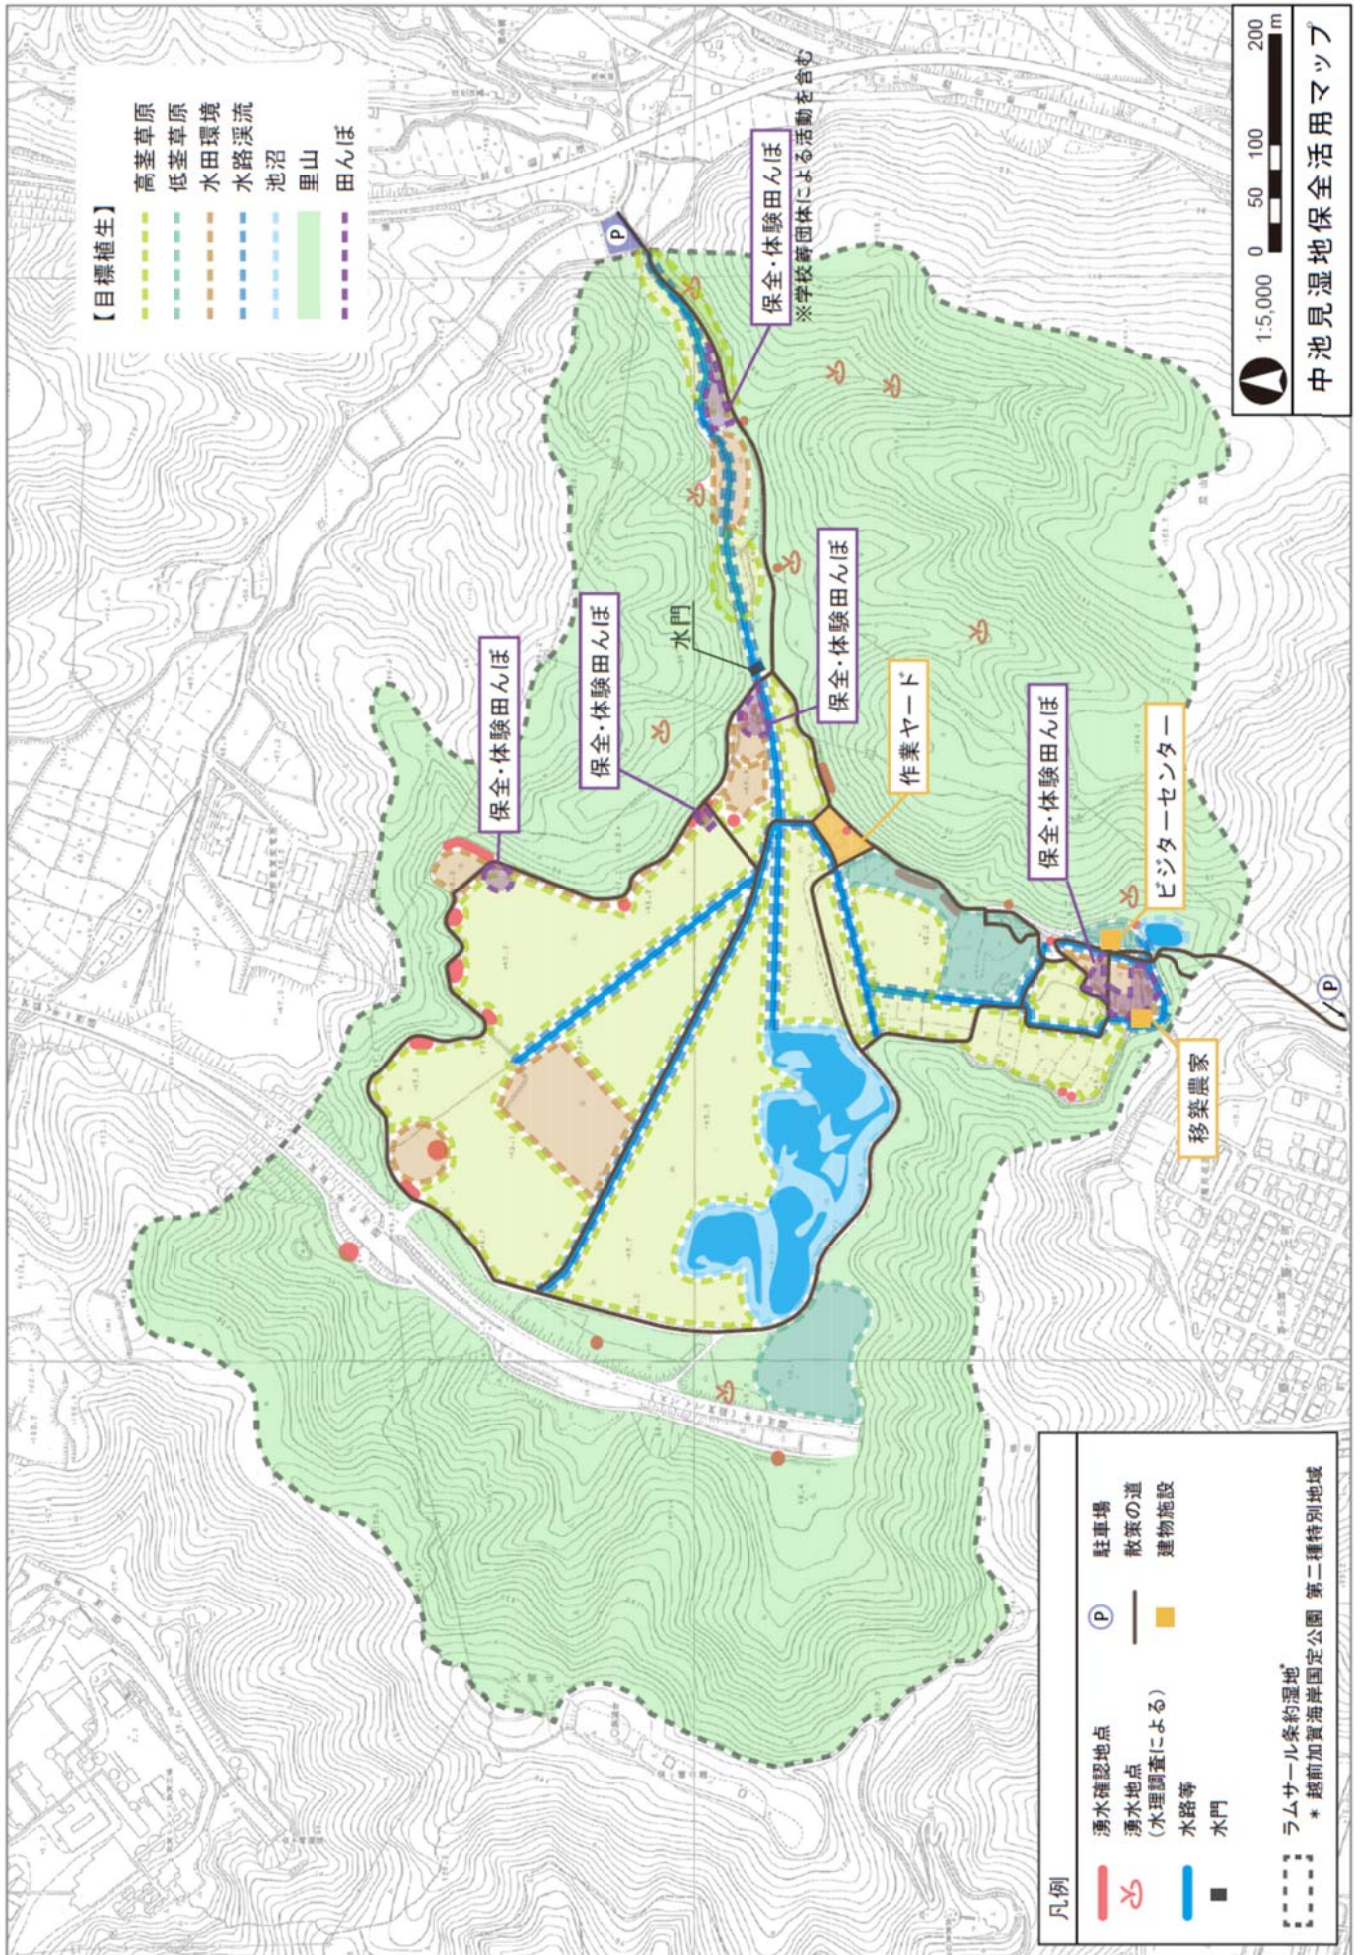 【目標植生】
高茎草原
低茎草原
水田環境
水路渓流
池沼
里山
田んぼ
P
保全・体験田んぼ
※学校等団体による活動を含む
保全・体験田んぼ
保全・体験田んぼ
水門
保全・体験田んぼ
作業ヤード
保全・体験田んぼ
ビジターセンター
移築農家
P
凡例
湧水確認地点
湧水地点
(水理調査による)
水路等
水門
P
駐車場
散策の道
建物施設
ラムサール条約湿地*
* 越前加賀海岸国定公園 第二種特別地域
1:5,000
0 50 100 200
m
中池見湿地保全活用マップ